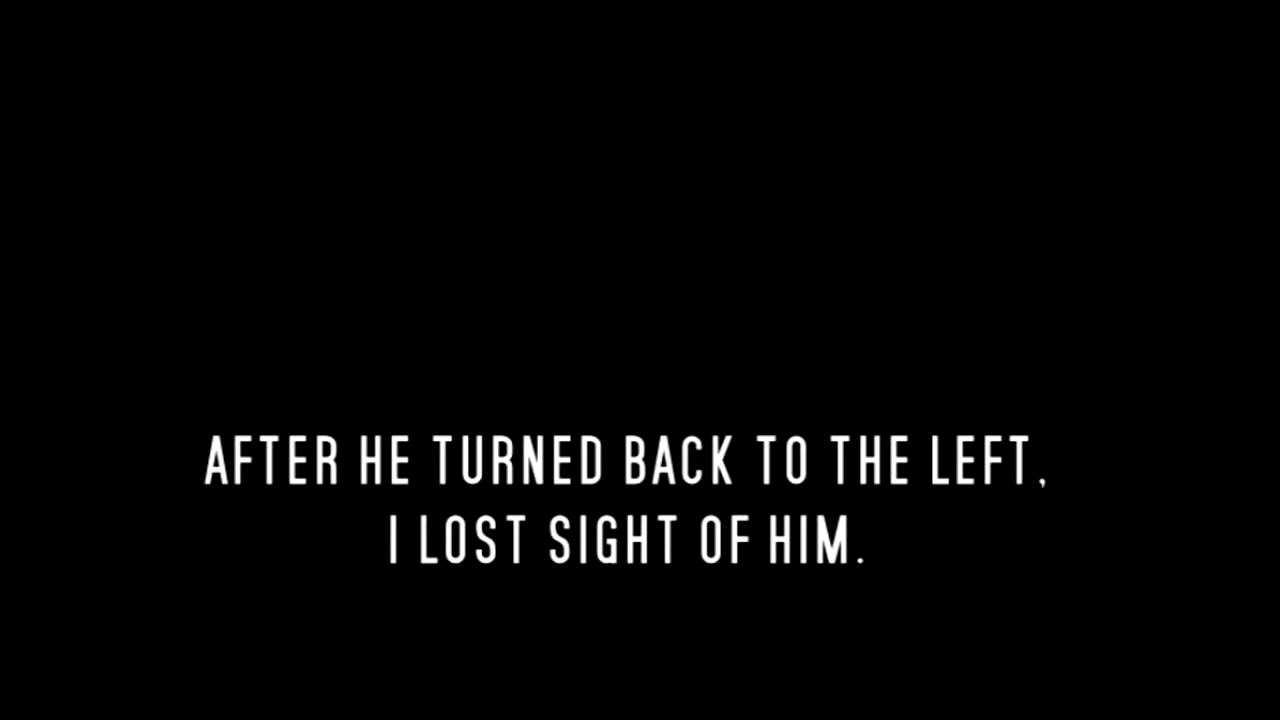 AFTER HE TURNED BACK TO THE LEFT,
I LOST SIGHT OF HIM.